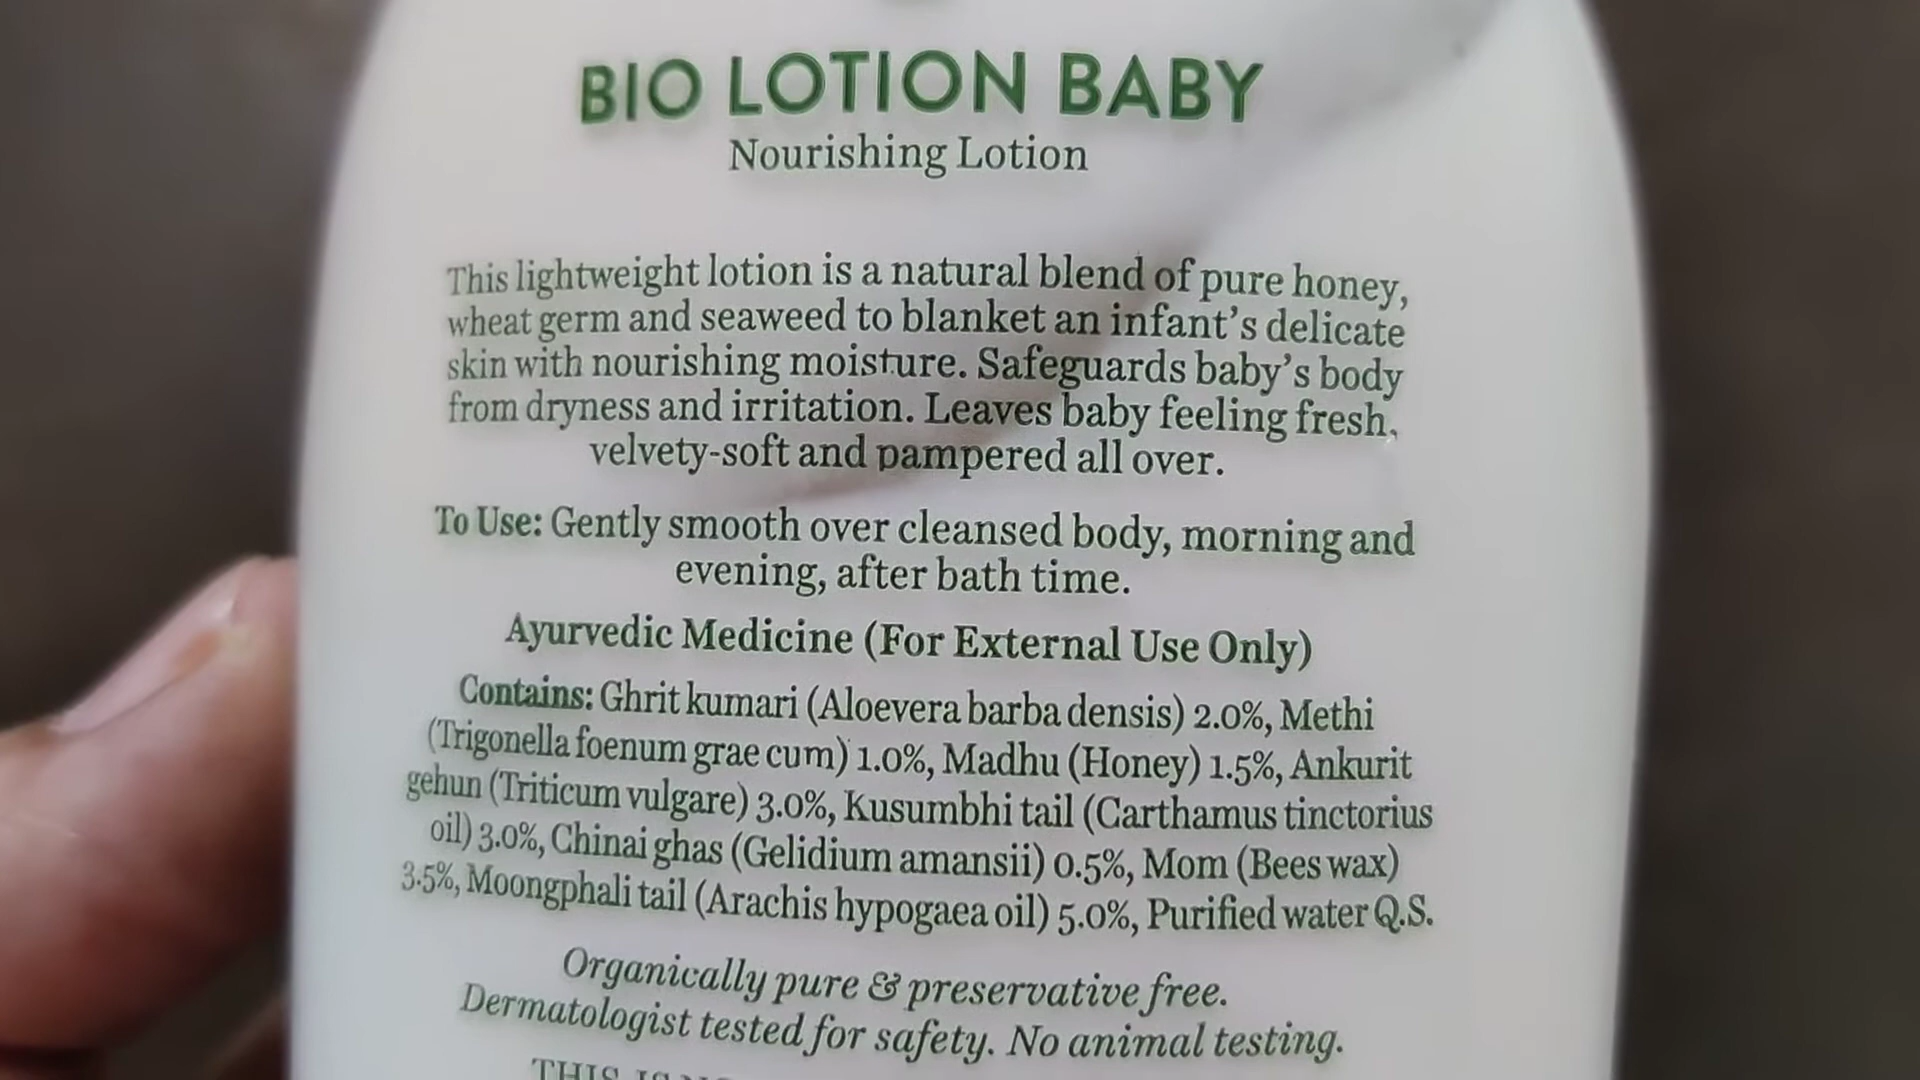 BIO LOTION BABY
Nourishing Lotion
This lightweight lotion is a natural blend of pure honey,
wheat germ and seaweed to blanket an infant's delicate
skin with nourishing moisture. Safeguards baby's body
from dryness and irritation. Leaves baby feeling fresh,
velvety-soft and pampered all over.
To Use: Gently smooth over cleansed body, morning and
evening, after bath time.
Ayurvedic Medicine (For External Use Only)
Contains: Ghrit kumari (Aloevera barba densis) 2.0%, Methi
(Trigonella foenum grae cum) 1.0%, Madhu (Honey) 1.5%, Ankurit
gehun (Triticum vulgare) 3.0%, Kusumbhi tail (Carthamus tinctorius
oil) 3.0%, Chinai ghas (Gelidium amansii) 0.5%, Mom (Bees wax)
3.5%, Moongphali tail (Arachis hypogaea oil) 5.0%, Purified water Q.S.
Organically pure & preservative free.
Dermatologist tested for safety. No animal testing.
THIS IS